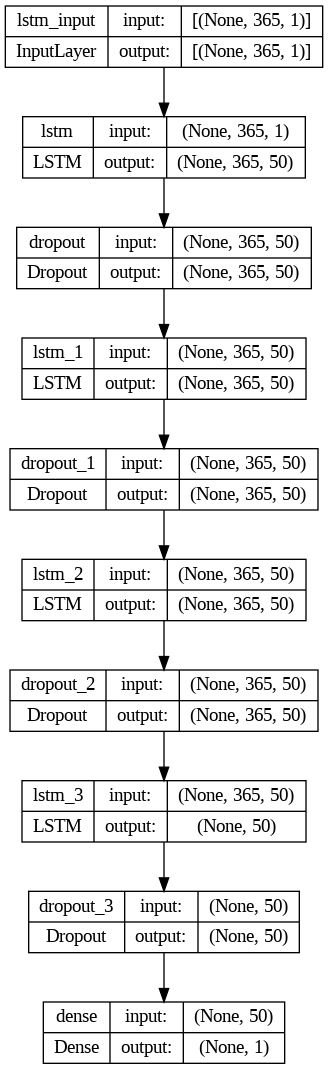 lstm_input input: [(None, 365, 1)]
InputLayer output: [(None, 365, 1)]
lstm input: (None, 365, 1)
LSTM output: (None, 365, 50)
dropout input: (None, 365, 50)
Dropout output: (None, 365, 50)
lstm_1 input: (None, 365, 50)
LSTM output: (None, 365, 50)
dropout_1 input: (None, 365, 50)
Dropout output: (None, 365, 50)
lstm_2 input: (None, 365, 50)
LSTM output: (None, 365, 50)
dropout_2 input: (None, 365, 50)
Dropout output: (None, 365, 50)
lstm_3 input: (None, 365, 50)
LSTM output: (None, 50)
dropout_3 input: (None, 50)
Dropout output: (None, 50)
dense input: (None, 50)
Dense output: (None, 1)